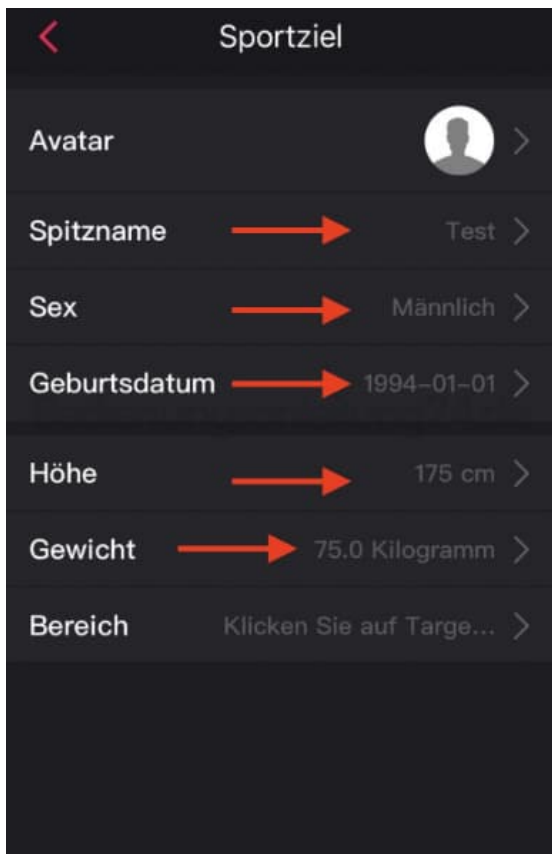 Sportziel
Avatar
Spitzname Test
Sex Männlich
Geburtsdatum 1994-01-01
Höhe 175 cm
Gewicht 75.0 Kilogramm
Bereich Klicken Sie auf Targe...